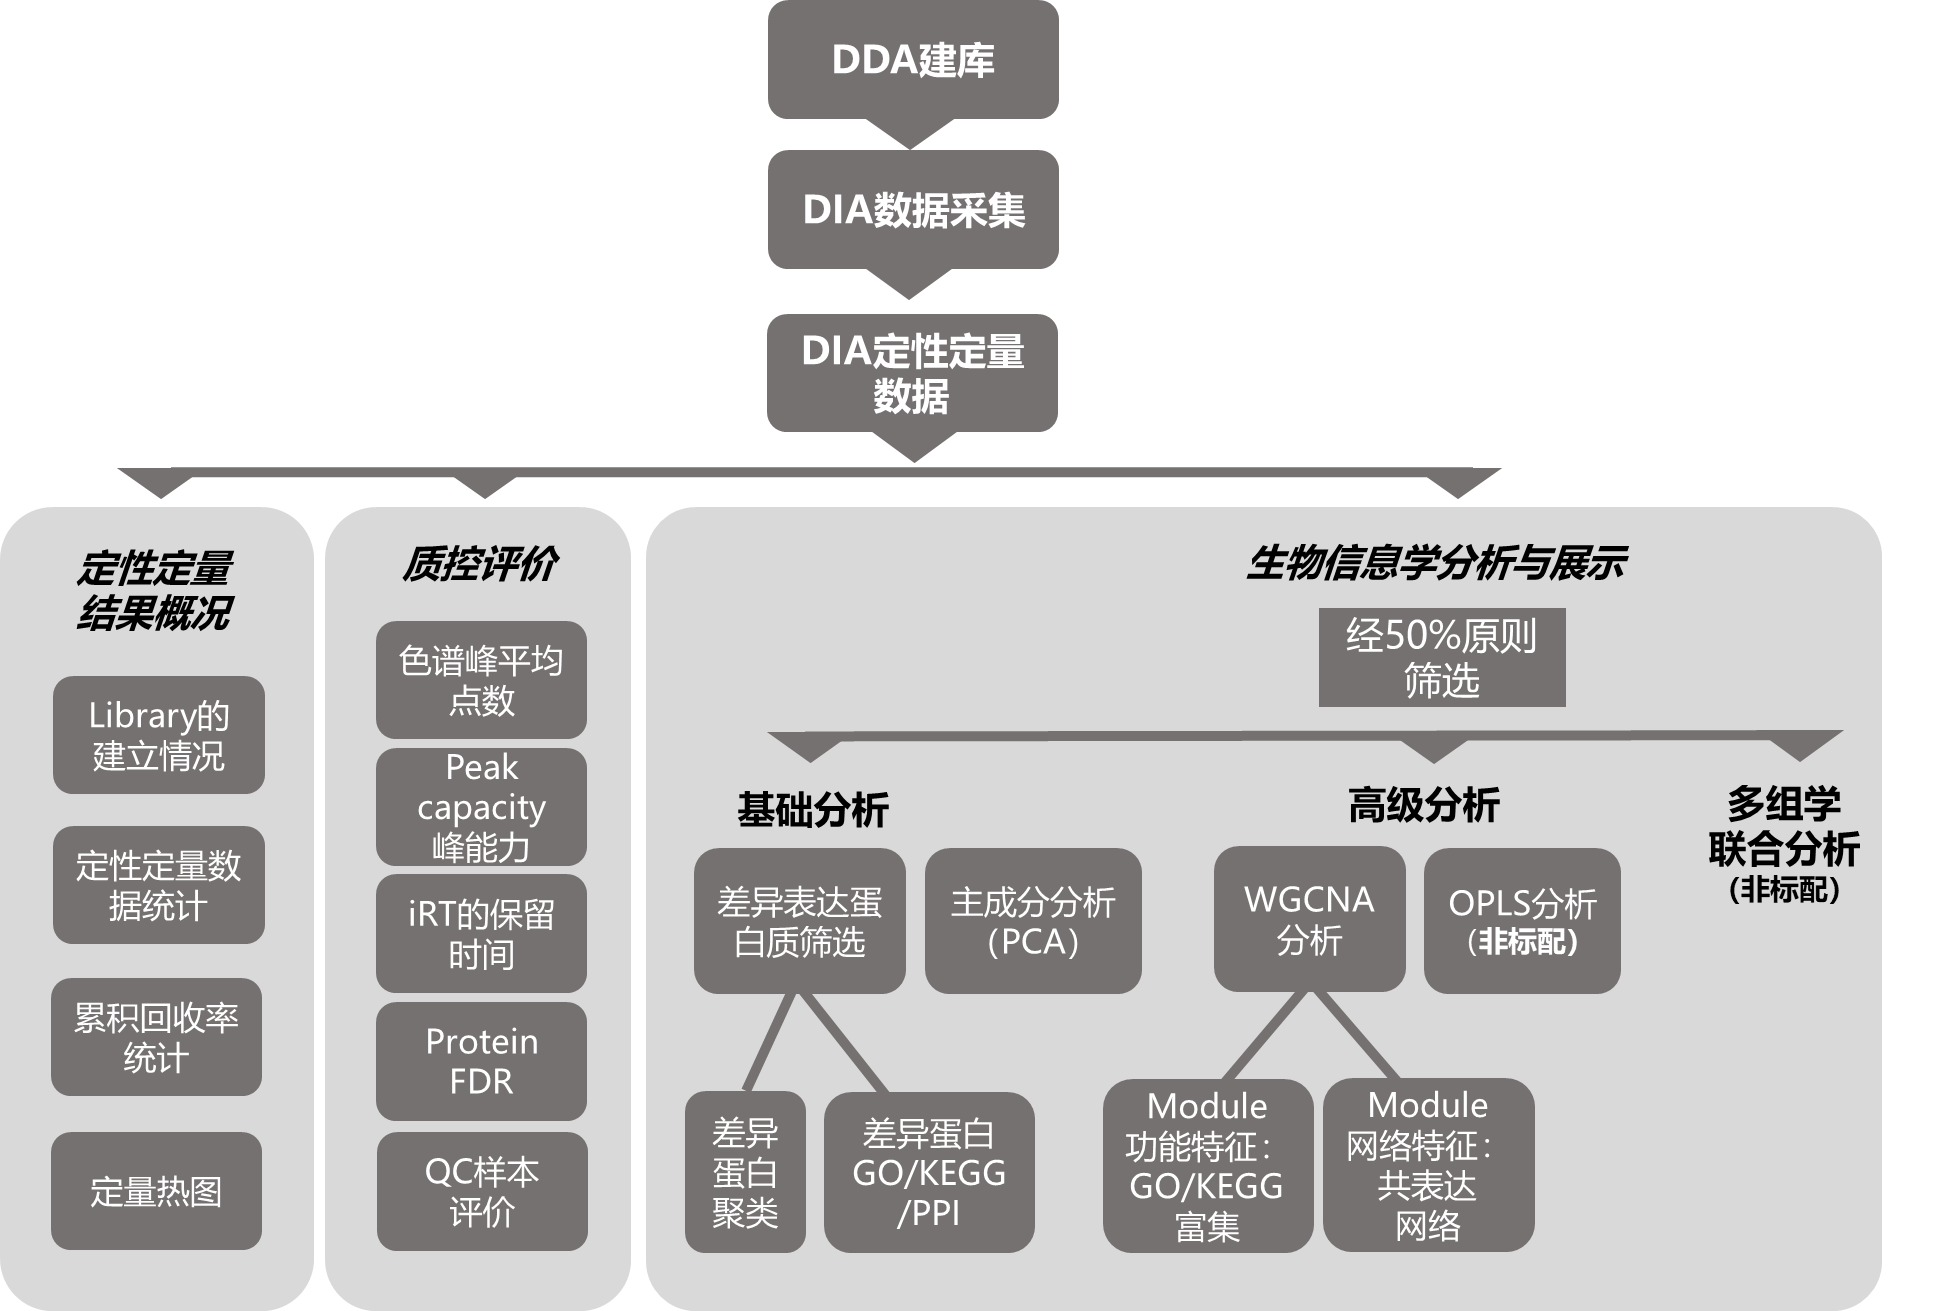 DDA建库
DIA数据采集
DIA定性定量
数据
定性定量
结果概况
Library的
建立情况
定性定量数
据统计
累积回收率
统计
定量热图
质控评价
色谱峰平均
点数
Peak
capacity
峰能力
iRT的保留
时间
Protein
FDR
QC样本
评价
生物信息学分析与展示
经50%原则
筛选
基础分析
差异表达蛋
白质筛选
主成分分析
（PCA）
差异
蛋白
聚类
差异蛋白
GO/KEGG
/PPI
高级分析
WGCNA
分析
OPLS分析
（非标配）
Module
功能特征：
GO/KEGG
富集
Module
网络特征：
共表达
网络
多组学
联合分析
（非标配）